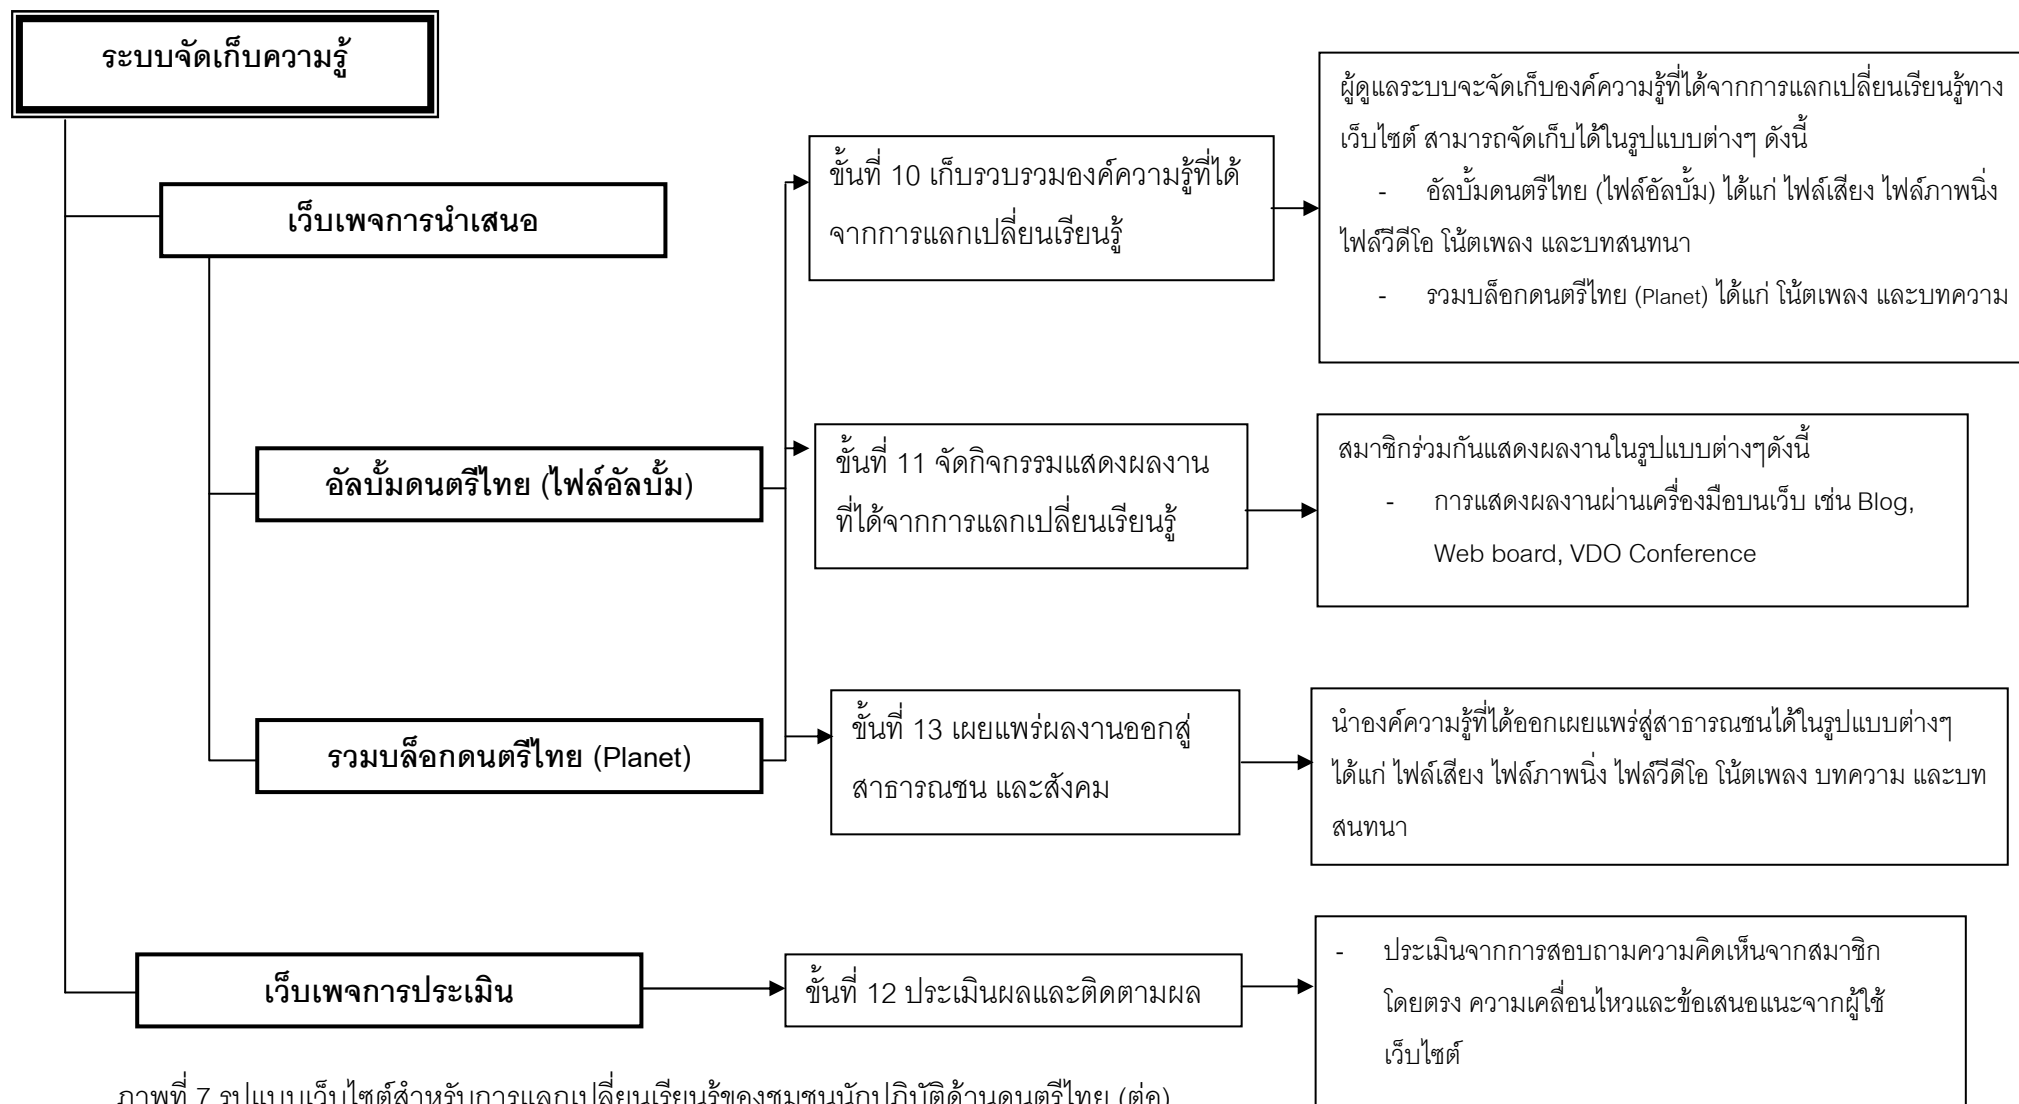 ระบบจัดเก็บความรู้
เว็บเพจการนำเสนอ
ขั้นที่ 10 เก็บรวบรวมองค์ความรู้ที่ได้
จากการแลกเปลี่ยนเรียนรู้
ผู้ดูแลระบบจะจัดเก็บองค์ความรู้ที่ได้จากการแลกเปลี่ยนเรียนรู้ทาง
เว็บไซต์ สามารถจัดเก็บได้ในรูปแบบต่างๆ ดังนี้
- อัลบั้มดนตรีไทย (ไฟล์อัลบั้ม) ได้แก่ ไฟล์เสียง ไฟล์ภาพนิ่ง
ไฟล์วีดีโอ โน้ตเพลง และบทสนทนา
- รวมบล็อกดนตรีไทย (Planet) ได้แก่ โน้ตเพลง และบทความ
อัลบั้มดนตรีไทย (ไฟล์อัลบั้ม)
ขั้นที่ 11 จัดกิจกรรมแสดงผลงาน
ที่ได้จากการแลกเปลี่ยนเรียนรู้
สมาชิกร่วมกันแสดงผลงานในรูปแบบต่างๆดังนี้
- การแสดงผลงานผ่านเครื่องมือบนเว็บ เช่น Blog,
Web board, VDO Conference
รวมบล็อกดนตรีไทย (Planet)
ขั้นที่ 13 เผยแพร่ผลงานออกสู่
สาธารณชน และสังคม
นำองค์ความรู้ที่ได้ออกเผยแพร่สู่สาธารณชนได้ในรูปแบบต่างๆ
ได้แก่ ไฟล์เสียง ไฟล์ภาพนิ่ง ไฟล์วีดีโอ โน้ตเพลง บทความ และบท
สนทนา
เว็บเพจการประเมิน
ขั้นที่ 12 ประเมินผลและติดตามผล
- ประเมินจากการสอบถามความคิดเห็นจากสมาชิก
โดยตรง ความเคลื่อนไหวและข้อเสนอแนะจากผู้ใช้
เว็บไซต์
ภาพที่ 7 รูปแบบเว็บไซต์สำหรับการแลกเปลี่ยนเรียนรู้ของชุมชนนักปฏิบัติด้านดนตรีไทย (ต่อ)